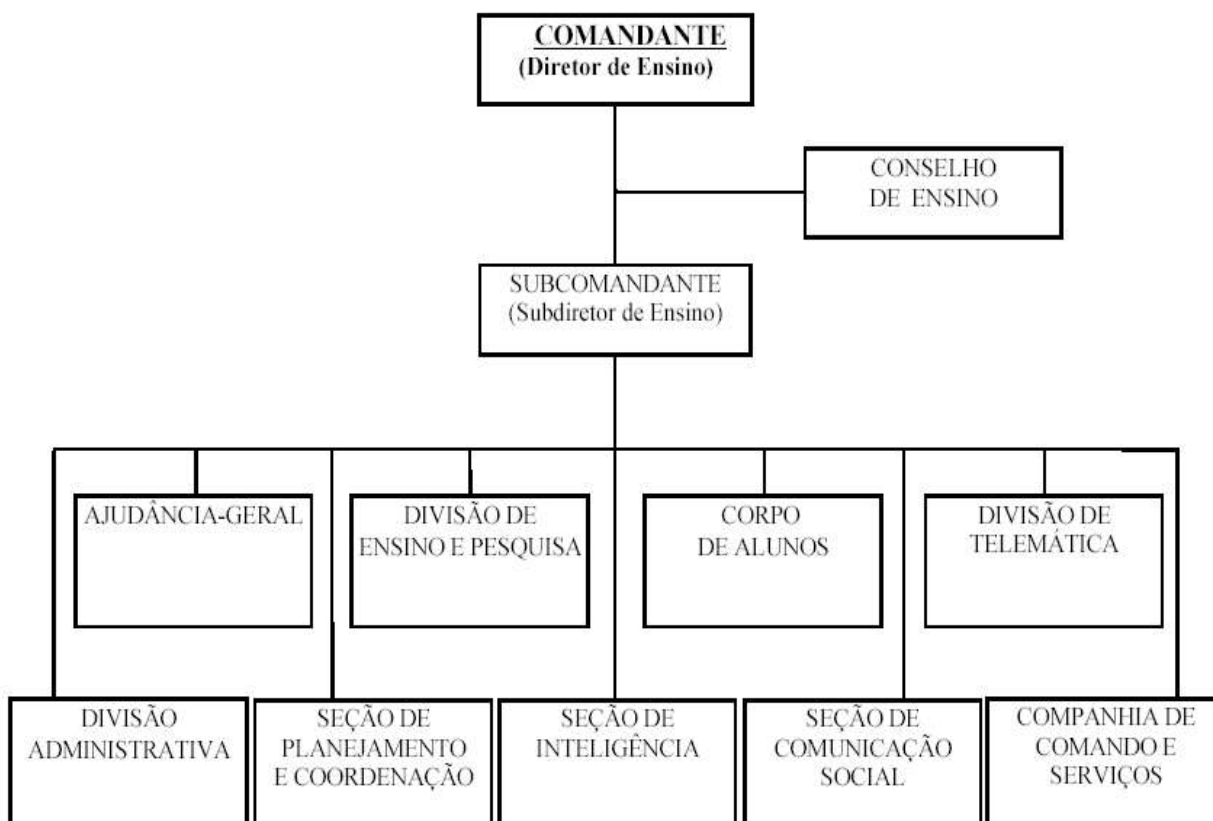 COMANDANTE
(Diretor de Ensino)
CONSELHO
DE ENSINO
SUBCOMANDANTE
(Subdiretor de Ensino)
AJUDÂNCIA-GERAL
DIVISÃO DE
ENSINO E PESQUISA
CORPO
DE ALUNOS
DIVISÃO DE
TELEMÁTICA
DIVISÃO
ADMINISTRATIVA
SEÇÃO DE
PLANEJAMENTO
E COORDENAÇÃO
SEÇÃO DE
INTELIGÊNCIA
SEÇÃO DE
COMUNICAÇÃO
SOCIAL
COMPANHIA DE
COMANDO E
SERVIÇOS